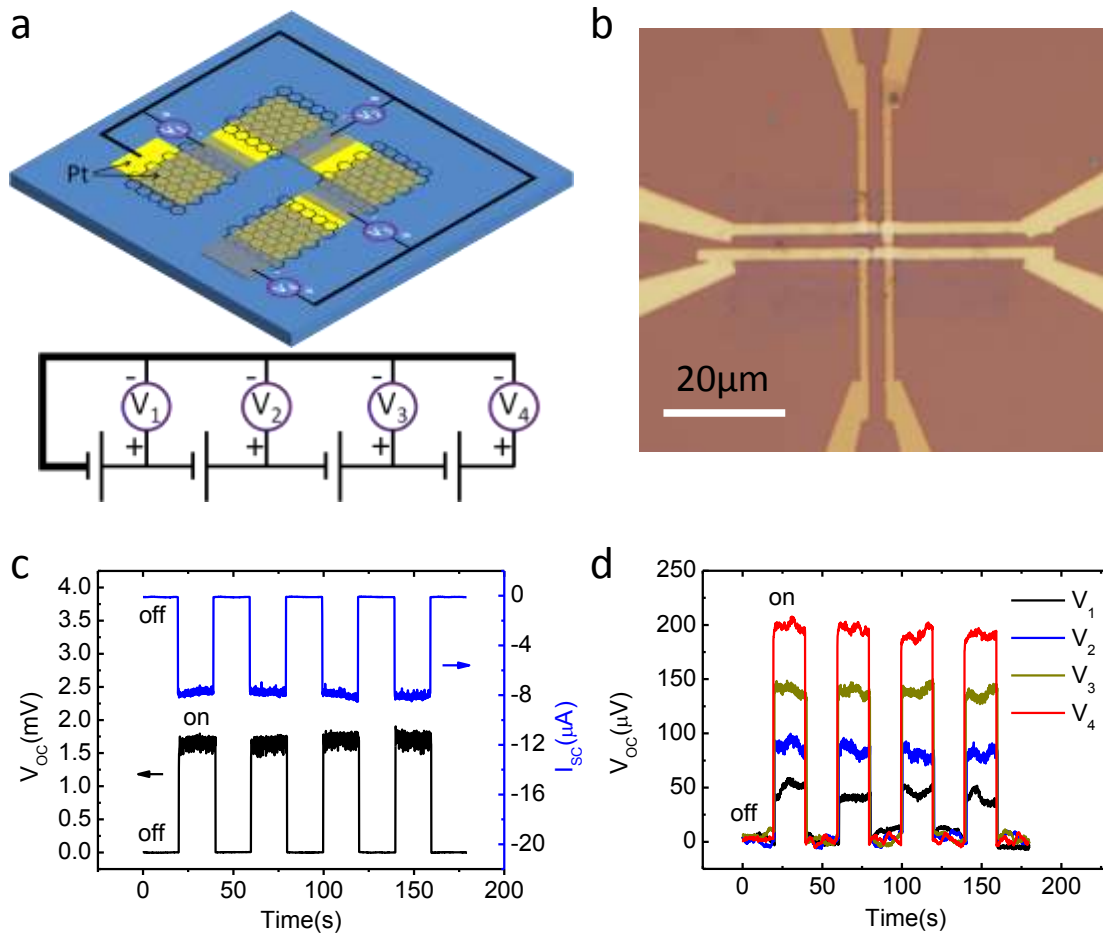 a
Pt
V1
V2
V3
V4
-
-
-
-
+
+
+
+
b
20μm
c
4.0
3.5
3.0
2.5
2.0
1.5
1.0
0.5
0.0
VOC(mV)
off
on
off
0
-4
-8
-12
-16
-20
ISC(μA)
0
50
100
150
200
Time(s)
d
250
200
150
100
50
0
VOC(μV)
on
off
V1
V2
V3
V4
0
50
100
150
200
Time(s)